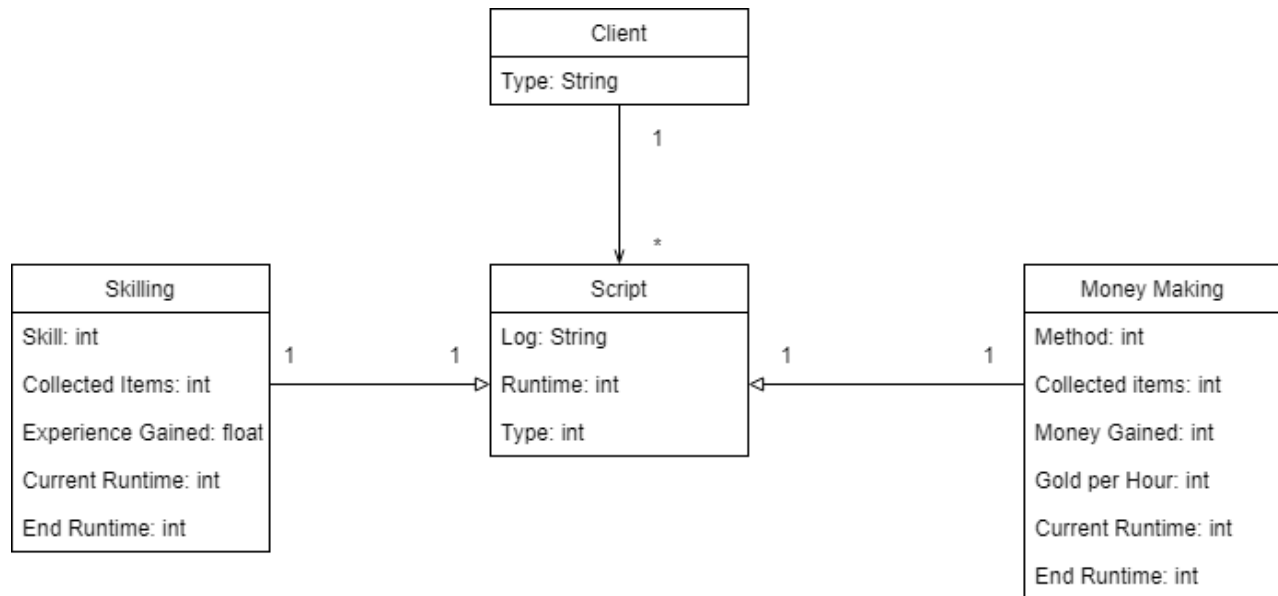 Client
Type: String
1
*
Skilling
Skill: int
Collected Items: int
Experience Gained: float
Current Runtime: int
End Runtime: int
1
1
Script
Log: String
Runtime: int
Type: int
1
1
Money Making
Method: int
Collected items: int
Money Gained: int
Gold per Hour: int
Current Runtime: int
End Runtime: int